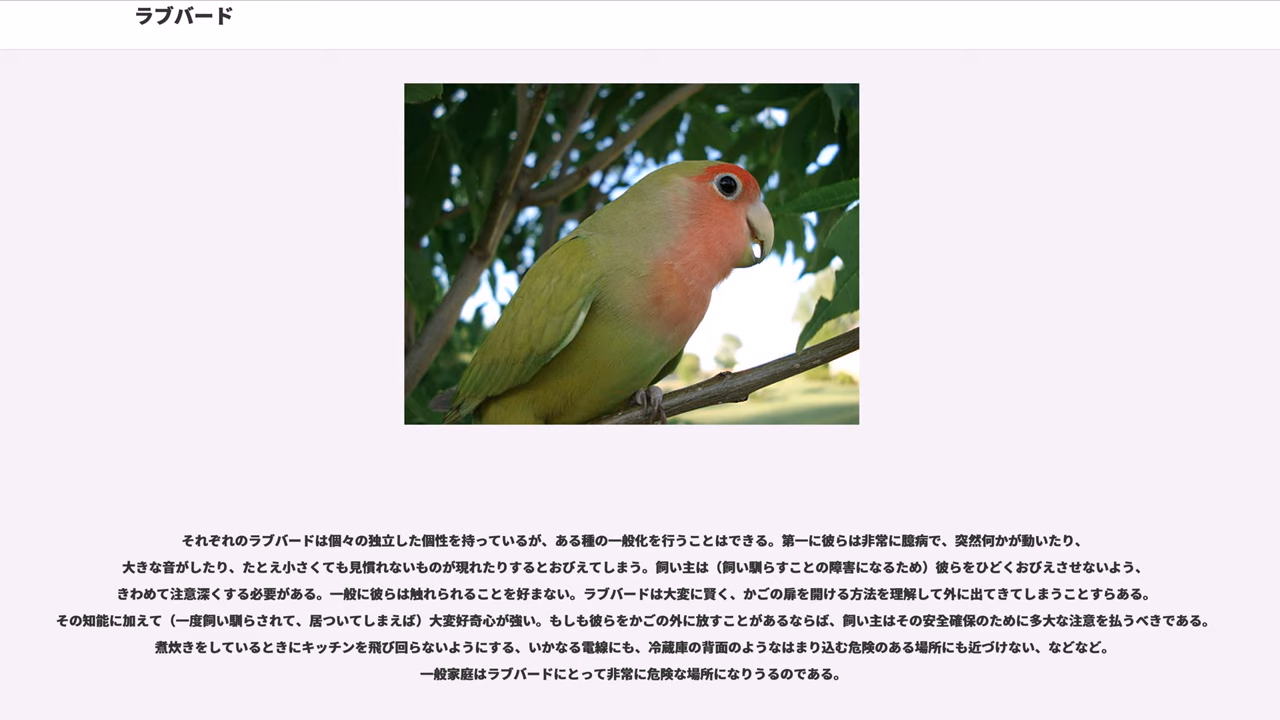 ラブバード
それぞれのラブバードは個々の独立した個性を持っているが、ある種の一般化を行うことはできる。第一に彼らは非常に臆病で、突然何かが動いたり、
大きな音がしたり、たとえ小さくても見慣れないものが現れたりするとおびえてしまう。飼い主は（飼い馴らすことの障害になるため）彼らをひどくおびえさせないよう、
きわめて注意深くする必要がある。一般に彼らは触れられることを好まない。ラブバードは大変に賢く、かごの扉を開ける方法を理解して外に出てきてしまうことすらある。
その知能に加えて（一度飼い馴らされて、居ついてしまえば）大変好奇心が強い。もしも彼らをかごの外に放すことがあるならば、飼い主はその安全確保のために多大な注意を払うべきである。
煮炊きをしているときにキッチンを飛び回らないようにする、いかなる電線にも、冷蔵庫の背面のようなはまり込む危険のある場所にも近づけない、などなど。
一般家庭はラブバードにとって非常に危険な場所になりうるのである。